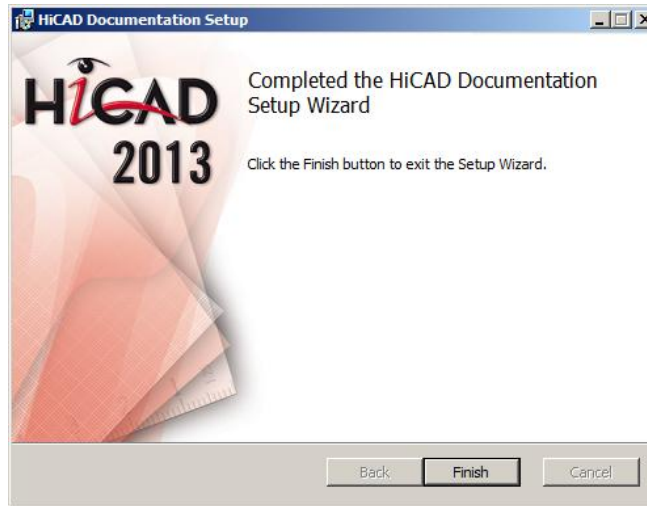 HiCAD Documentation Setup
HiCAD
2013
Completed the HiCAD Documentation
Setup Wizard
Click the Finish button to exit the Setup Wizard.
Back
Finish
Cancel